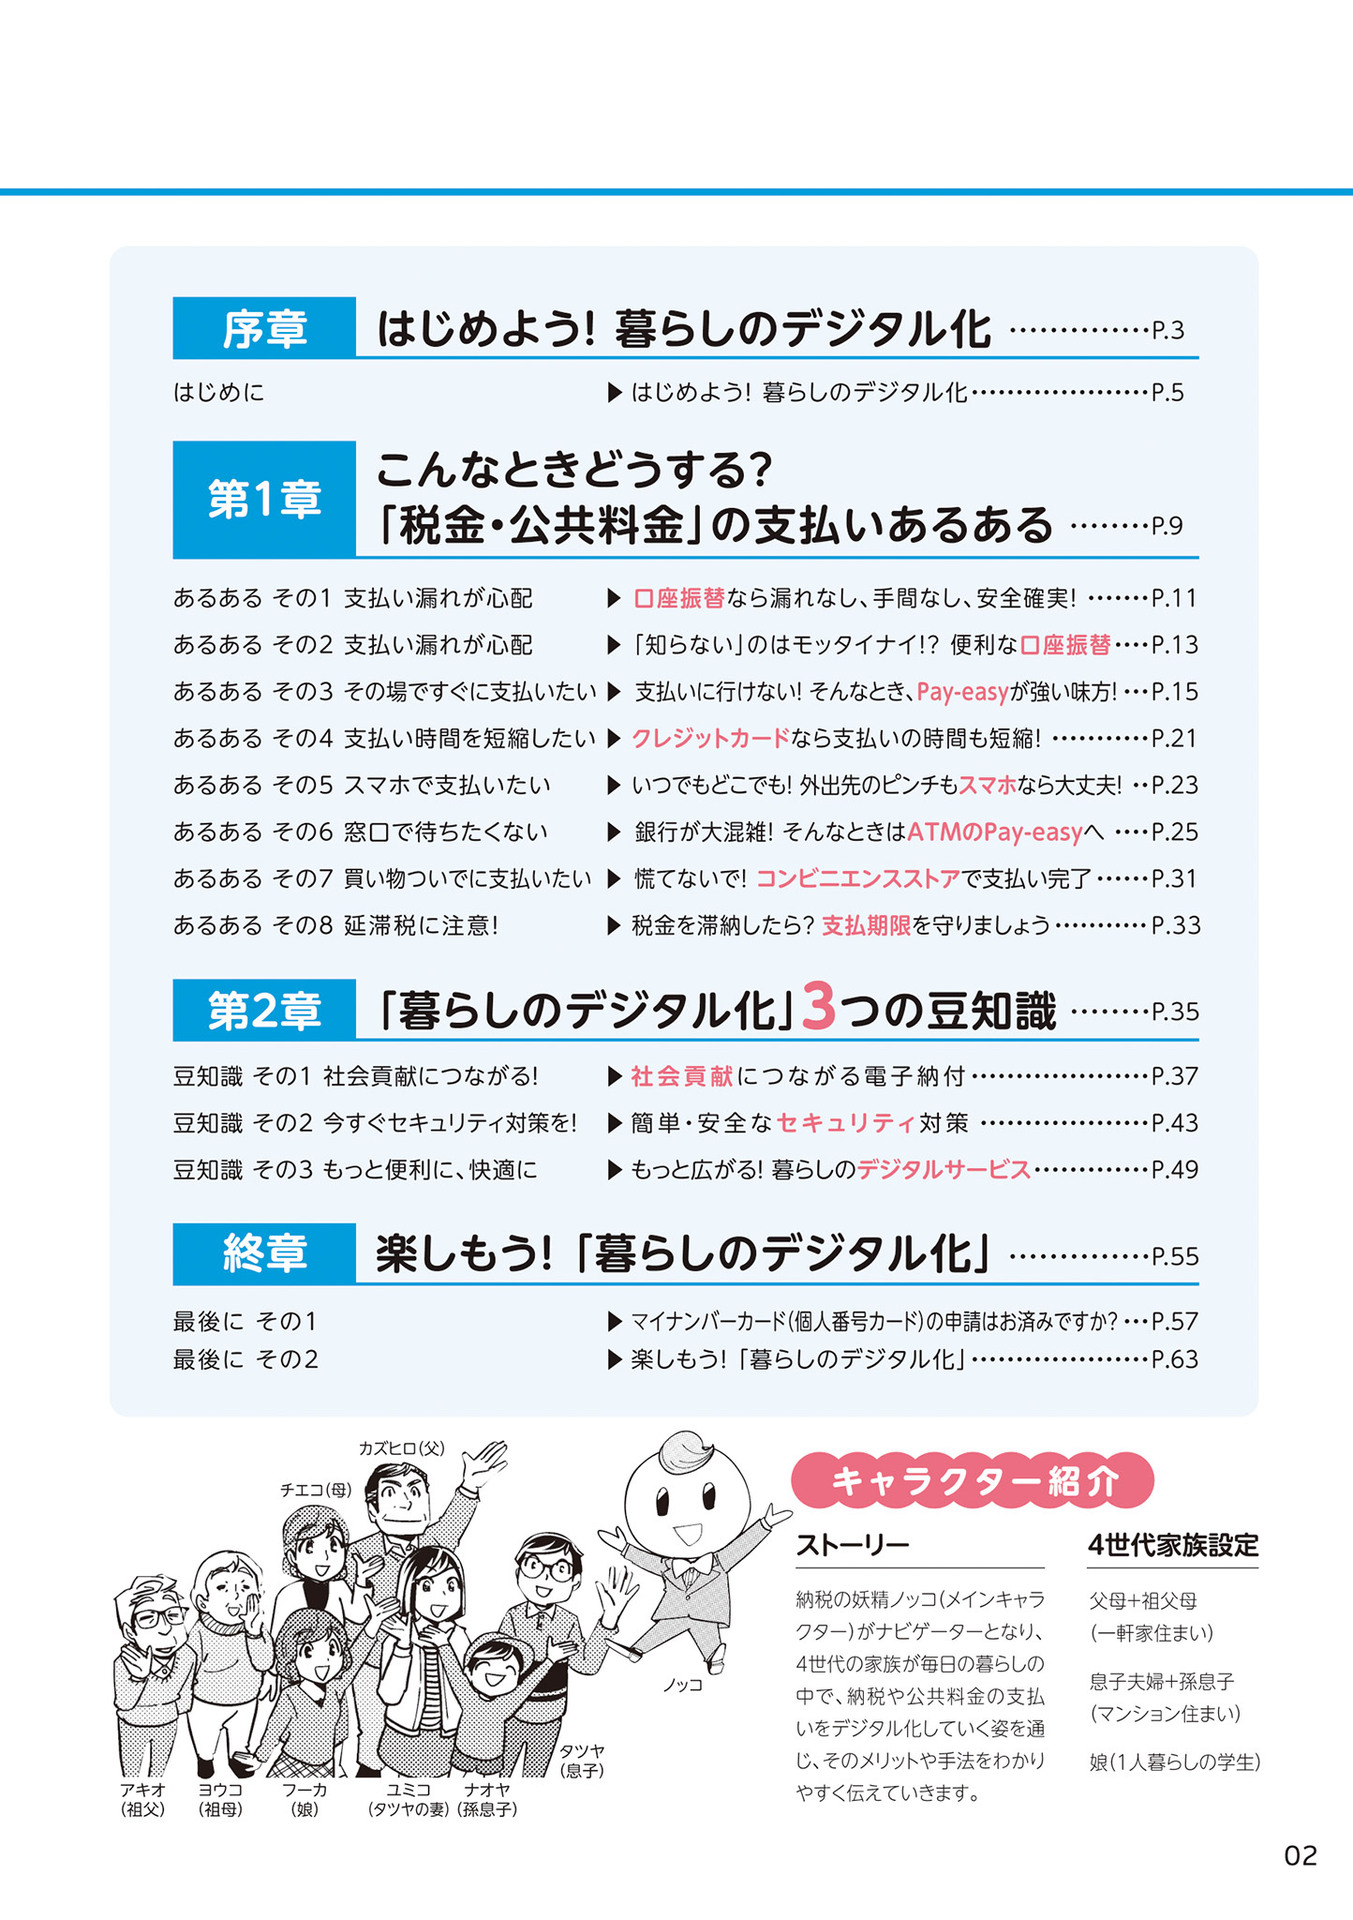 序章 はじめよう! 暮らしのデジタル化 ‥‥‥‥‥‥‥P.3
はじめに ▶ はじめよう! 暮らしのデジタル化‥‥‥‥‥‥‥‥‥‥P.5
第1章 こんなときどうする?
「税金・公共料金」の支払いあるある ‥‥‥‥P.9
あるある その1 支払い漏れが心配 ▶ 口座振替なら漏れなし、手間なし、安全確実! ‥‥‥・P.11
あるある その2 支払い漏れが心配 ▶ 「知らない」のはモッタイナイ!? 便利な口座振替‥‥P.13
あるある その3 その場ですぐに支払いたい ▶ 支払いに行けない! そんなとき、Pay-easyが強い味方!…P.15
あるある その4 支払い時間を短縮したい ▶ クレジットカードなら支払いの時間も短縮! ‥‥‥‥‥・P.21
あるある その5 スマホで支払いたい ▶ いつでもどこでも! 外出先のピンチもスマホなら大丈夫! ‥P.23
あるある その6 窓口で待ちたくない ▶ 銀行が大混雑! そんなときはATMのPay-easyへ ‥‥P.25
あるある その7 買い物ついでに支払いたい ▶ 慌てないで! コンビニエンスストアで支払い完了‥‥‥P.31
あるある その8 延滞税に注意! ▶ 税金を滞納したら? 支払期限を守りましょう‥‥‥‥‥・P.33
第2章 「暮らしのデジタル化」3つの豆知識 ‥‥‥‥P.35
豆知識 その1 社会貢献につながる! ▶ 社会貢献につながる電子納付‥‥‥‥‥‥‥‥‥‥P.37
豆知識 その2 今すぐセキュリティ対策を! ▶ 簡単・安全なセキュリティ対策 ‥‥‥‥‥‥‥‥‥・P.43
豆知識 その3 もっと便利に、快適に ▶ もっと広がる! 暮らしのデジタルサービス‥‥‥‥‥‥・P.49
終章 楽しもう! 「暮らしのデジタル化」 ‥‥‥‥‥‥‥P.55
最後に その1 ▶ マイナンバーカード(個人番号カード)の申請はお済みですか?…P.57
最後に その2 ▶ 楽しもう! 「暮らしのデジタル化」‥‥‥‥‥‥‥‥‥‥P.63
カズヒロ(父)
チエコ(母)
ノッコ
タツヤ
(息子)
アキオ
(祖父)
ヨウコ
(祖母)
フーカ
(娘)
ユミコ
(タツヤの妻)
ナオヤ
(孫息子)
キャラクター紹介
ストーリー
納税の妖精ノッコ(メインキャラ
クター)がナビゲーターとなり、
4世代の家族が毎日の暮らしの
中で、納税や公共料金の支払
いをデジタル化していく姿を通
じ、そのメリットや手法をわかり
やすく伝えていきます。
4世代家族設定
父母+祖父母
(一軒家住まい)
息子夫婦+孫息子
(マンション住まい)
娘(1人暮らしの学生)
02